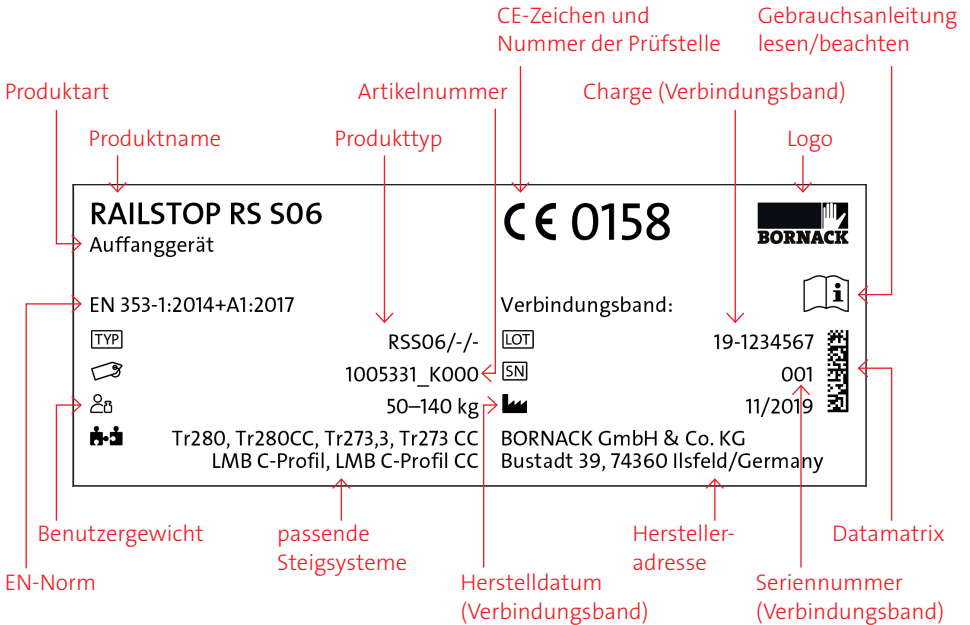 CE-Zeichen und
Nummer der Prüfstelle
Gebrauchsanleitung
lesen/beachten
Produktart
Artikelnummer
Charge (Verbindungsband)
Produktname
Produkttyp
Logo
RAILSTOP RS S06
Auffanggerät
CE 0158
BORNACK
i
EN 353-1:2014+A1:2017
Verbindungsband:
TYP
RSS06/-/-
LOT
19-1234567
1005331_K000
SN
001
50–140 kg
11/2019
Tr280, Tr280CC, Tr273,3, Tr273 CC
LMB C-Profil, LMB C-Profil CC
BORNACK GmbH & Co. KG
Bustadt 39, 74360 Ilsfeld/Germany
Benutzergewicht
passende
Steigsysteme
Hersteller-
adresse
Datamatrix
EN-Norm
Herstelldatum
(Verbindungsband)
Seriennummer
(Verbindungsband)